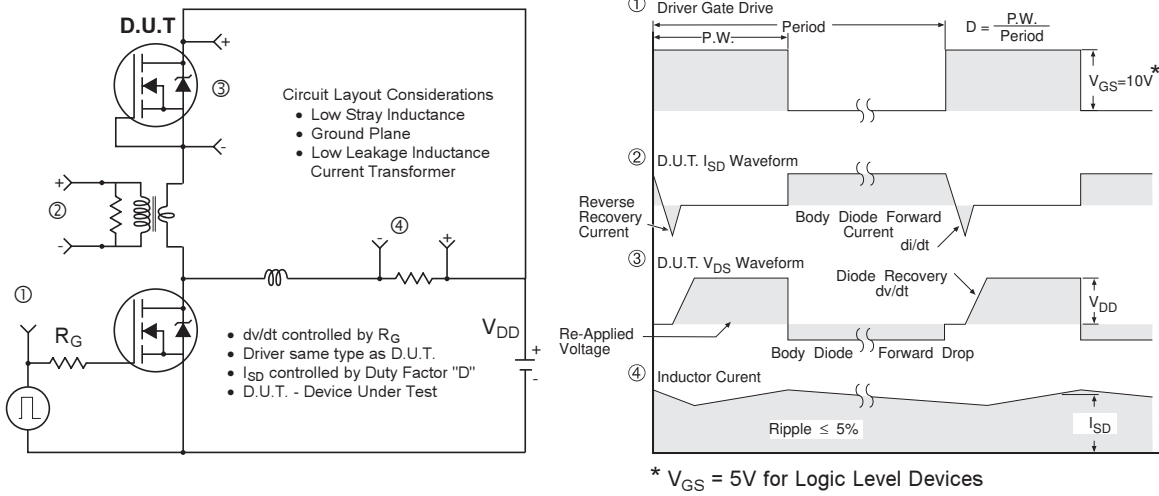 D.U.T
+
③
-
Circuit Layout Considerations
• Low Stray Inductance
• Ground Plane
• Low Leakage Inductance
Current Transformer
+
②
-
④
-
+
①
R_G
V_DD
+
-
• dv/dt controlled by R_G
• Driver same type as D.U.T.
• I_SD controlled by Duty Factor "D"
• D.U.T. - Device Under Test
① Driver Gate Drive
P.W.
Period
D = P.W. / Period
V_GS=10V *
② D.U.T. I_SD Waveform
Reverse
Recovery
Current
Body Diode Forward
Current
di/dt
③ D.U.T. V_DS Waveform
Diode Recovery
dv/dt
V_DD
Re-Applied
Voltage
Body Diode Forward Drop
④ Inductor Curent
Ripple ≤ 5%
I_SD
* V_GS = 5V for Logic Level Devices